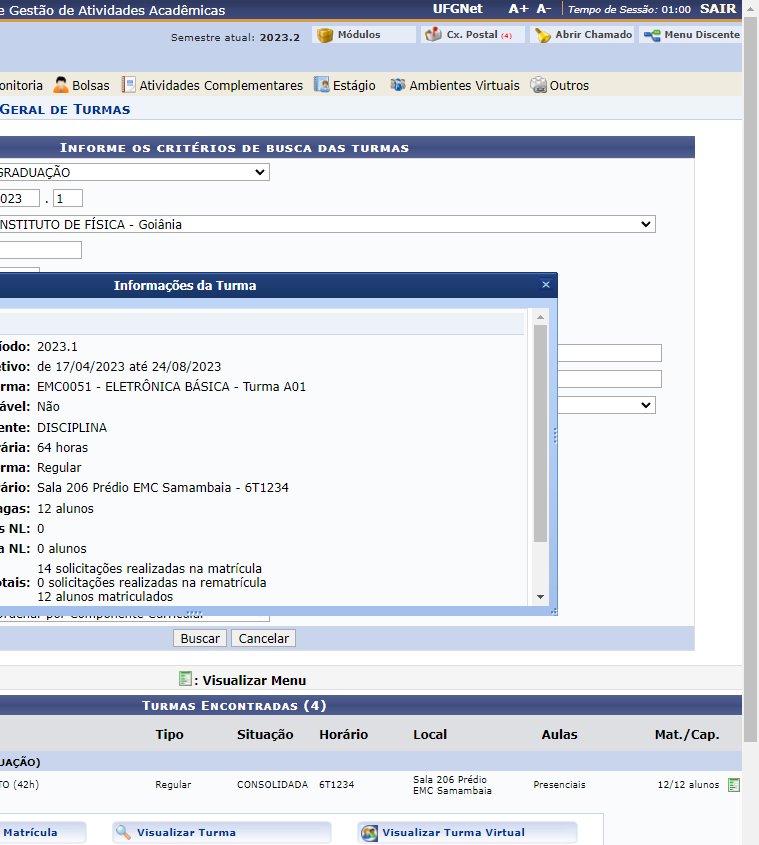 e Gestão de Atividades Acadêmicas UFGNet A+ A- Tempo de Sessão: 01:00 SAIR
Semestre atual: 2023.2 Módulos Cx. Postal (4) Abrir Chamado Menu Discente
onitoria Bolsas Atividades Complementares Estágio Ambientes Virtuais Outros
Geral de Turmas
Informe os critérios de busca das turmas
GRADUAÇÃO
023 . 1
NSTITUTO DE FÍSICA - Goiânia
Informações da Turma ×
íodo: 2023.1
etivo: de 17/04/2023 até 24/08/2023
rma: EMC0051 - ELETRÔNICA BÁSICA - Turma A01
ável: Não
ente: DISCIPLINA
ária: 64 horas
rma: Regular
ário: Sala 206 Prédio EMC Samambaia - 6T1234
agas: 12 alunos
s NL: 0
a NL: 0 alunos
14 solicitações realizadas na matrícula
otais: 0 solicitações realizadas na rematrícula
12 alunos matriculados
Ordenar por Componente Curricular
Buscar Cancelar
: Visualizar Menu
Turmas Encontradas (4)
Tipo Situação Horário Local Aulas Mat./Cap.
UAÇÃO)
TO (42h) Regular CONSOLIDADA 6T1234 Sala 206 Prédio EMC Samambaia Presenciais 12/12 alunos
Matrícula Visualizar Turma Visualizar Turma Virtual